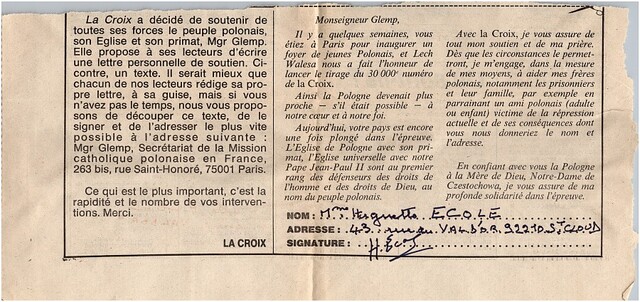 La Croix a décidé de soutenir de
toutes ses forces le peuple polonais,
son Eglise et son primat, Mgr Glemp.
Elle propose à ses lecteurs d'écrire
une lettre personnelle de soutien. Ci-
contre, un texte. Il serait mieux que
chacun de nos lecteurs rédige sa pro-
pre lettre, à sa guise, mais si vous
n'avez pas le temps, nous vous propo-
sons de découper ce texte, de le
signer et de l'adresser le plus vite
possible à l'adresse suivante :
Mgr Glemp, Secrétariat de la Mission
catholique polonaise en France,
263 bis, rue Saint-Honoré, 75001 Paris.
Ce qui est le plus important, c'est la
rapidité et le nombre de vos interven-
tions. Merci.
LA CROIX
Monseigneur Glemp,
Il y a quelques semaines, vous
étiez à Paris pour inaugurer un
foyer de jeunes Polonais, et Lech
Walesa nous a fait l'honneur de
lancer le tirage du 30 000e numéro
de la Croix.
Ainsi la Pologne devenait plus
proche — s'il était possible — à
notre cœur et à notre foi.
Aujourd'hui, votre pays est encore
une fois plongé dans l'épreuve.
L'Eglise de Pologne avec son pri-
mat, l'Eglise universelle avec notre
Pape Jean-Paul II sont au premier
rang des défenseurs des droits de
l'homme et des droits de Dieu, au
nom du peuple polonais.
Avec la Croix, je vous assure de
tout mon soutien et de ma prière.
Dès que les circonstances le permet-
tront, je m'engage, dans la mesure
de mes moyens, à aider mes frères
polonais, notamment les prisonniers
et leur famille, par exemple en
parrainant un ami polonais (adulte
ou enfant) victime de la répression
actuelle et de ses conséquences dont
vous nous donneriez le nom et
l'adresse.
En confiant avec vous la Pologne
à la Mère de Dieu, Notre-Dame de
Czestochowa, je vous assure de ma
profonde solidarité dans l'épreuve.
NOM : Mme Huguette ECOLE
ADRESSE : 43 rue du VAL D'OR 92210 St CLOUD
SIGNATURE :